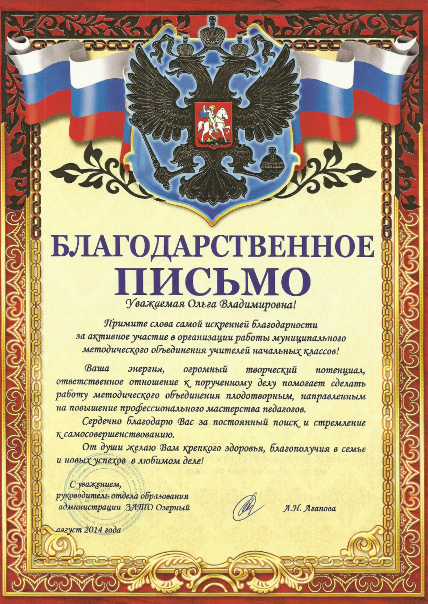 БЛАГОДАРСТВЕННОЕ
ПИСЬМО
Уважаемая Ольга Владимировна!
Примите слова самой искренней благодарности
за активное участие в организации работы муниципального
методического объединения учителей начальных классов!
Ваша энергия, огромный творческий потенциал,
ответственное отношение к порученному делу помогает сделать
работу методического объединения плодотворным, направленным
на повышение профессионального мастерства педагогов.
Сердечно благодарю Вас за постоянный поиск и стремление
к самосовершенствованию.
От души желаю Вам крепкого здоровья, благополучия в семье
и новых успехов в любимом деле!
С уважением,
руководитель отдела образования
администрации ЗАТО Озерный А.Н. Агапова
август 2014 года